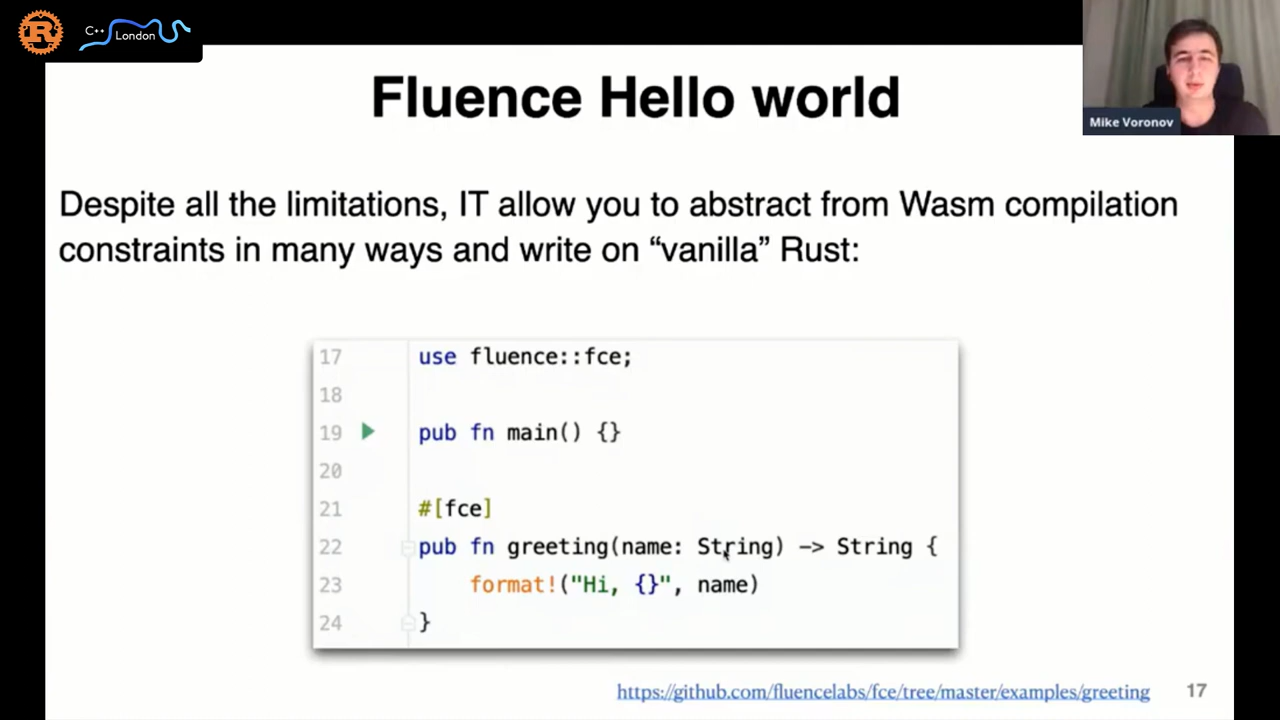 R
C++
London
Mike Voronov
Fluence Hello world
Despite all the limitations, IT allow you to abstract from Wasm compilation
constraints in many ways and write on “vanilla” Rust:
17 use fluence::fce;
18
19 pub fn main() {}
20
21 #[fce]
22 pub fn greeting(name: String) -> String {
23 format!("Hi, {}", name)
24 }
https://github.com/fluencelabs/fce/tree/master/examples/greeting
17